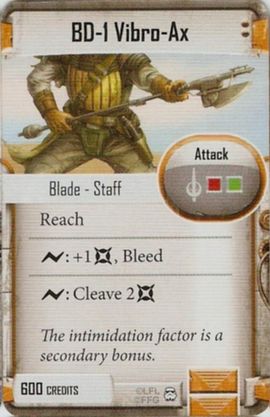 BD-1 Vibro-Ax
Attack
Blade - Staff
Reach
: +1, Bleed
: Cleave 2
The intimidation factor is a
secondary bonus.
600 CREDITS
©LFL
©FFG